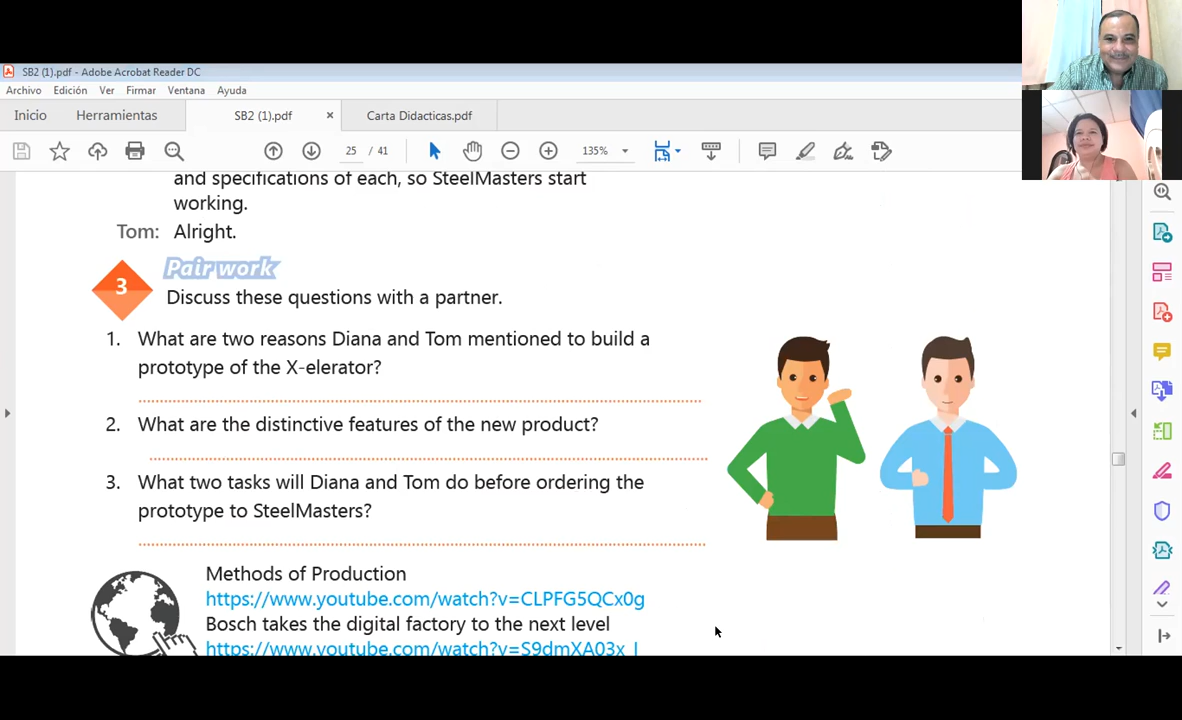 SB2 (1).pdf - Adobe Acrobat Reader DC
Archivo Edición Ver Firmar Ventana Ayuda
Inicio Herramientas SB2 (1).pdf × Carta Didacticas.pdf
25 / 41 135%
and specifications of each, so SteelMasters start
working.
Tom: Alright.
Pair work
3
Discuss these questions with a partner.
1. What are two reasons Diana and Tom mentioned to build a
prototype of the X-elerator?
2. What are the distinctive features of the new product?
3. What two tasks will Diana and Tom do before ordering the
prototype to SteelMasters?
Methods of Production
https://www.youtube.com/watch?v=CLPFG5QCx0g
Bosch takes the digital factory to the next level